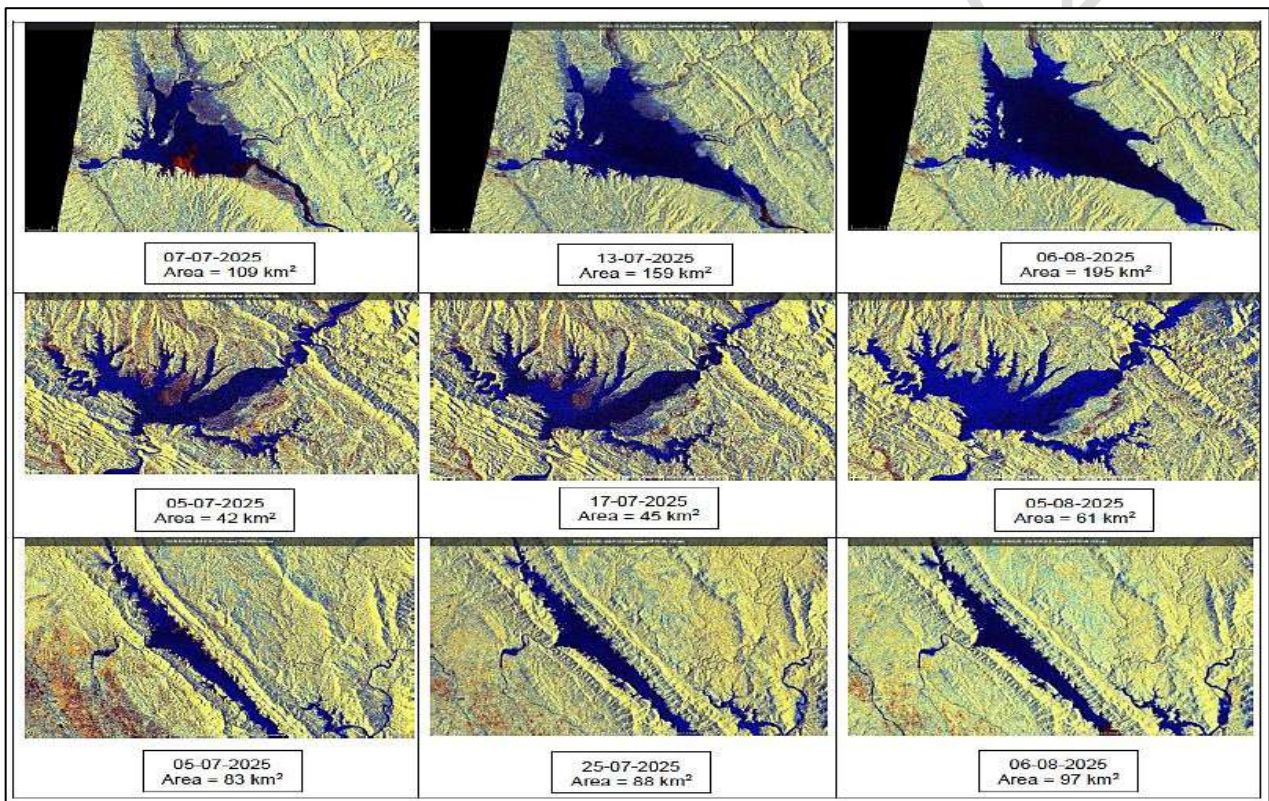 07-07-2025
Area = 109 km²
13-07-2025
Area = 159 km²
06-08-2025
Area = 195 km²
05-07-2025
Area = 42 km²
17-07-2025
Area = 45 km²
05-08-2025
Area = 61 km²
05-07-2025
Area = 83 km²
25-07-2025
Area = 88 km²
06-08-2025
Area = 97 km²